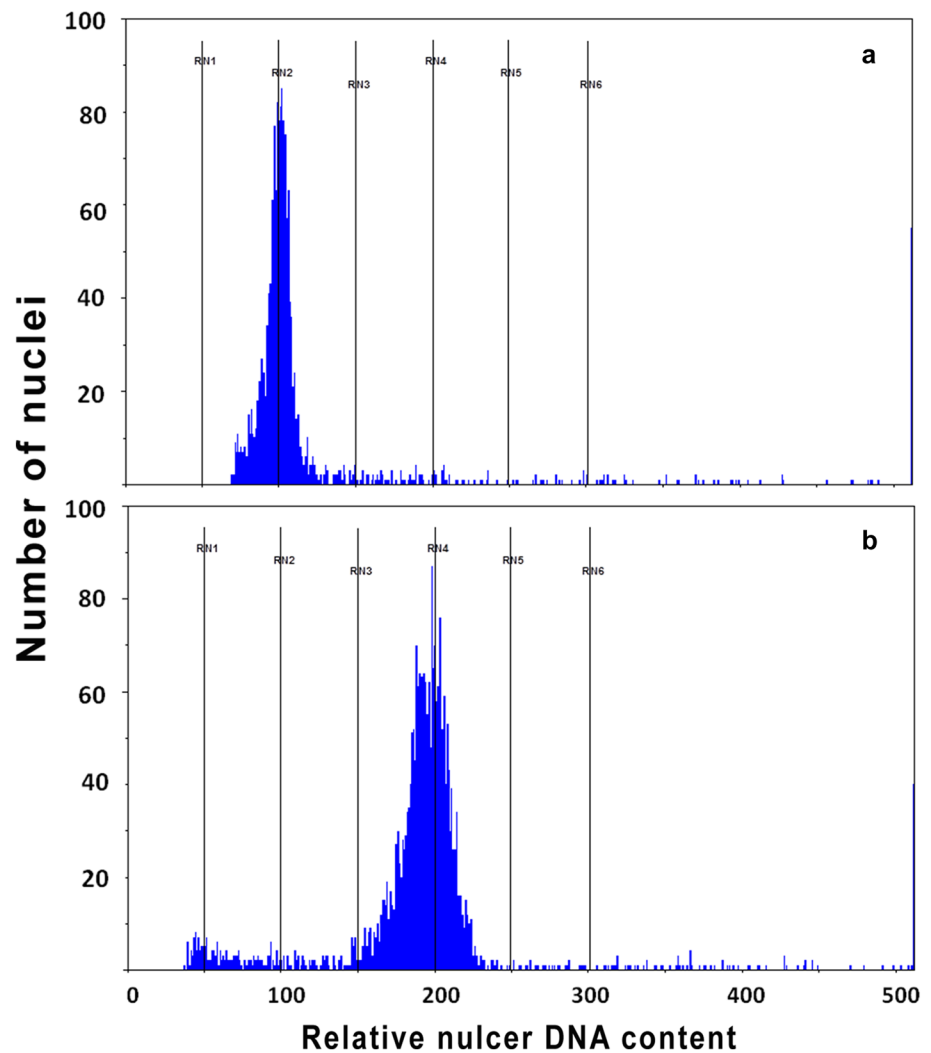 100
80
60
40
20
RN1
RN2
RN3
RN4
RN5
RN6
a
Number of nuclei
100
80
60
40
20
RN1
RN2
RN3
RN4
RN5
RN6
b
0 100 200 300 400 500
Relative nulcer DNA content